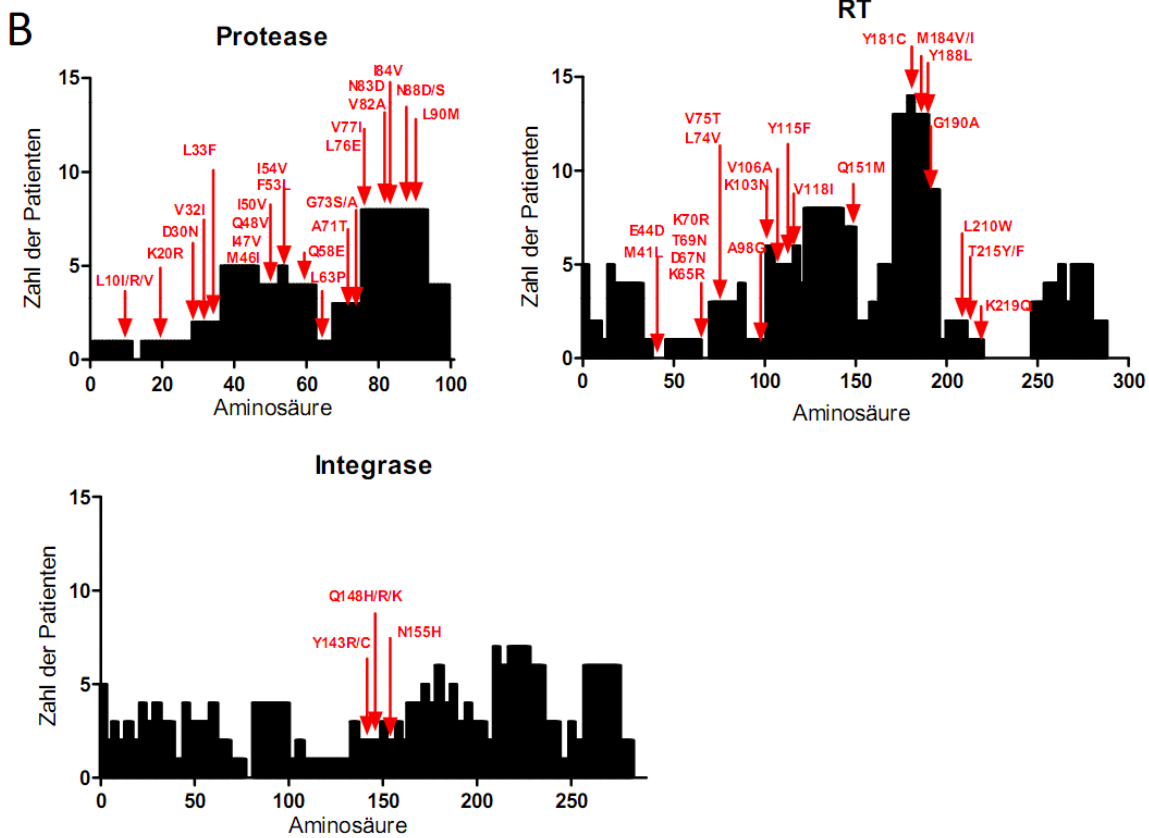 B
Protease
15
10
5
0
Zahl der Patienten
L10I/R/V
K20R
D30N
V32I
L33F
M46I
I47V
Q48V
I50V
F53L
I54V
Q58E
L63P
A71T
G73S/A
L76E
V77I
V82A
N83D
I84V
N88D/S
L90M
0 20 40 60 80 100
Aminosäure
RT
15
10
5
0
Zahl der Patienten
E44D
M41L
K70R
T69N
D67N
K65R
V75T
L74V
A98G
V106A
K103N
Y115F
V118I
Q151M
Y181C
M184V/I
Y188L
G190A
L210W
T215Y/F
K219Q
0 50 100 150 200 250 300
Aminosäure
Integrase
15
10
5
0
Zahl der Patienten
Q148H/R/K
Y143R/C
N155H
0 50 100 150 200 250
Aminosäure